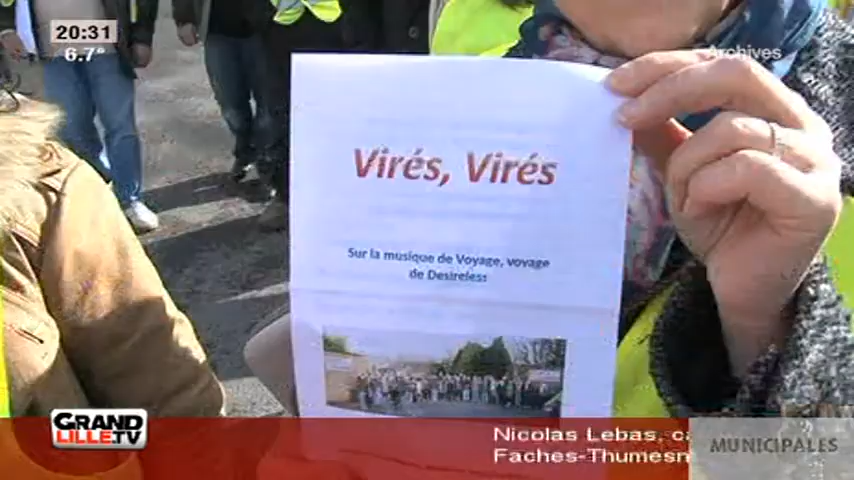 20:31
6.7°
Archives
Virés, Virés
Sur la musique de Voyage, voyage
de Desireless
GRAND
LILLE.TV
Nicolas Lebas,
Faches-Thumesn
MUNICIPALES